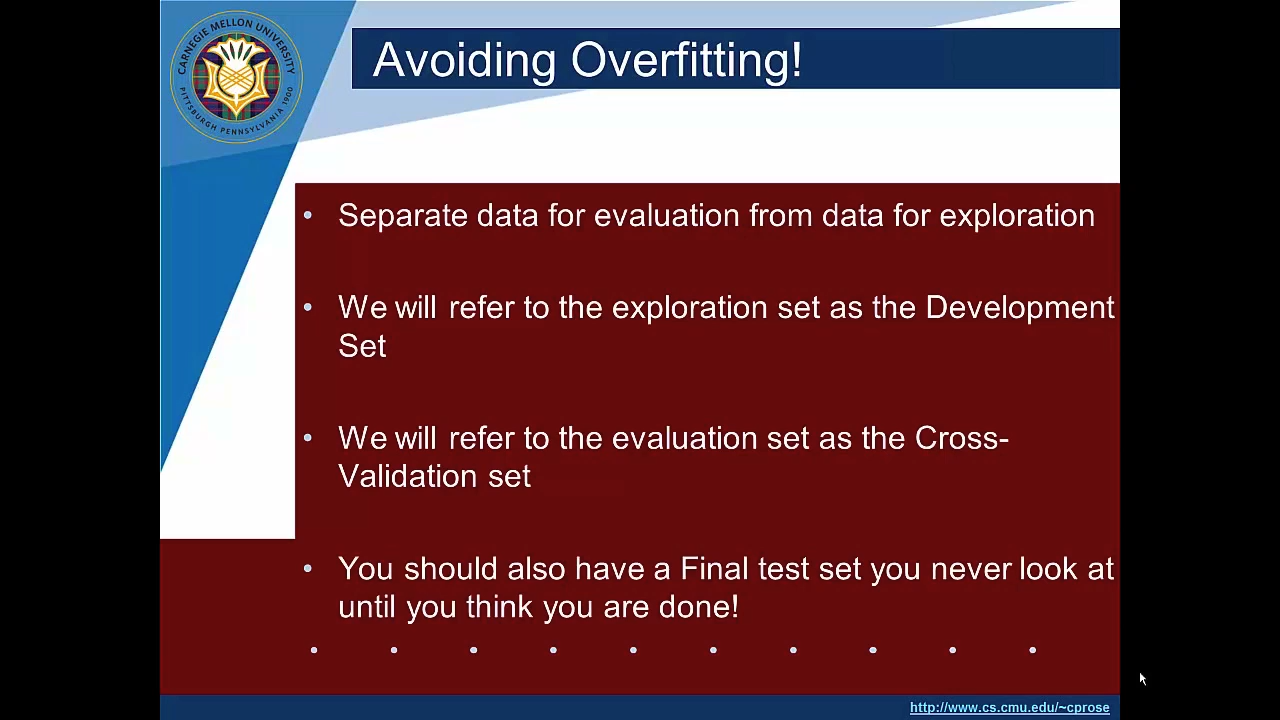 CARNEGIE MELLON UNIVERSITY
PITTSBURGH PENNSYLVANIA 1900
Avoiding Overfitting!
• Separate data for evaluation from data for exploration
• We will refer to the exploration set as the Development
Set
• We will refer to the evaluation set as the Cross-
Validation set
• You should also have a Final test set you never look at
until you think you are done!
http://www.cs.cmu.edu/~cprose